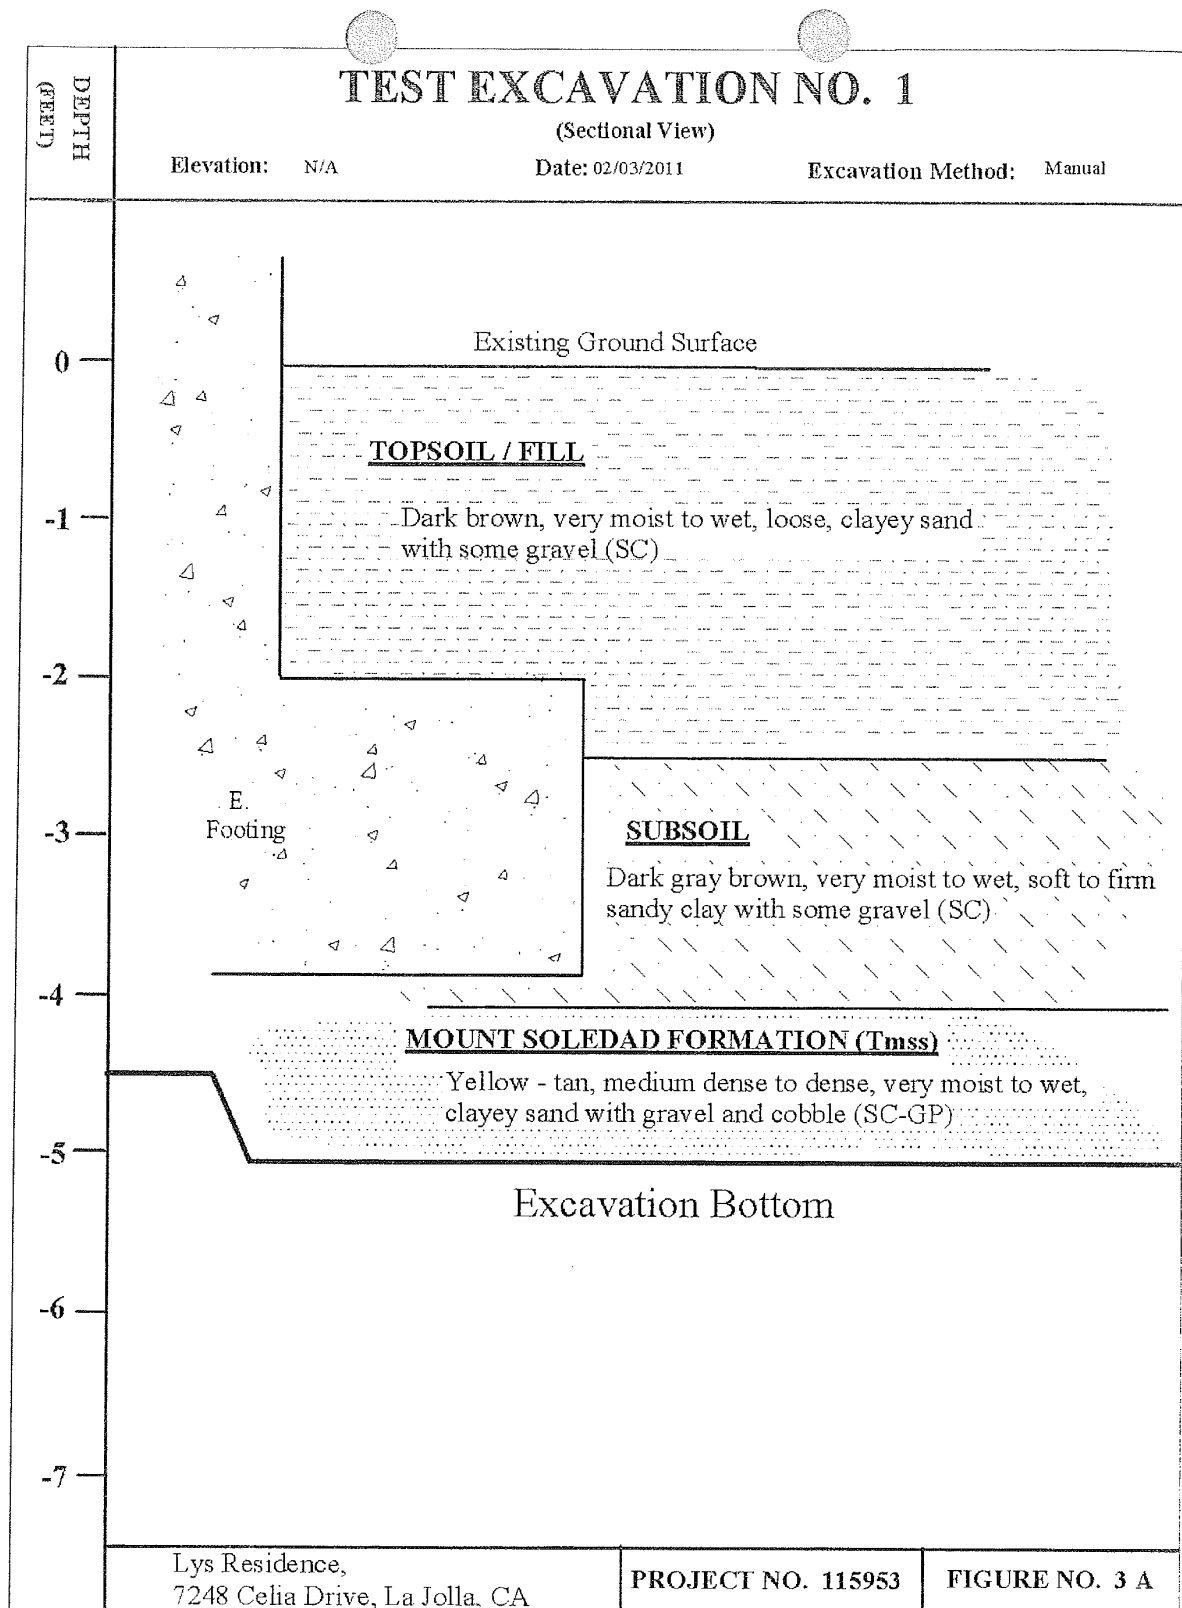 DEPTH
(FEET)
TEST EXCAVATION NO. 1
(Sectional View)
Elevation: N/A Date: 02/03/2011 Excavation Method: Manual
Existing Ground Surface
0
TOPSOIL / FILL
-1
Dark brown, very moist to wet, loose, clayey sand
with some gravel (SC)
-2
E.
Footing
-3
SUBSOIL
Dark gray brown, very moist to wet, soft to firm
sandy clay with some gravel (SC)
-4
MOUNT SOLEDAD FORMATION (Tmss)
Yellow - tan, medium dense to dense, very moist to wet,
clayey sand with gravel and cobble (SC-GP)
-5
Excavation Bottom
-6
-7
Lys Residence,
7248 Celia Drive, La Jolla, CA
PROJECT NO. 115953
FIGURE NO. 3 A